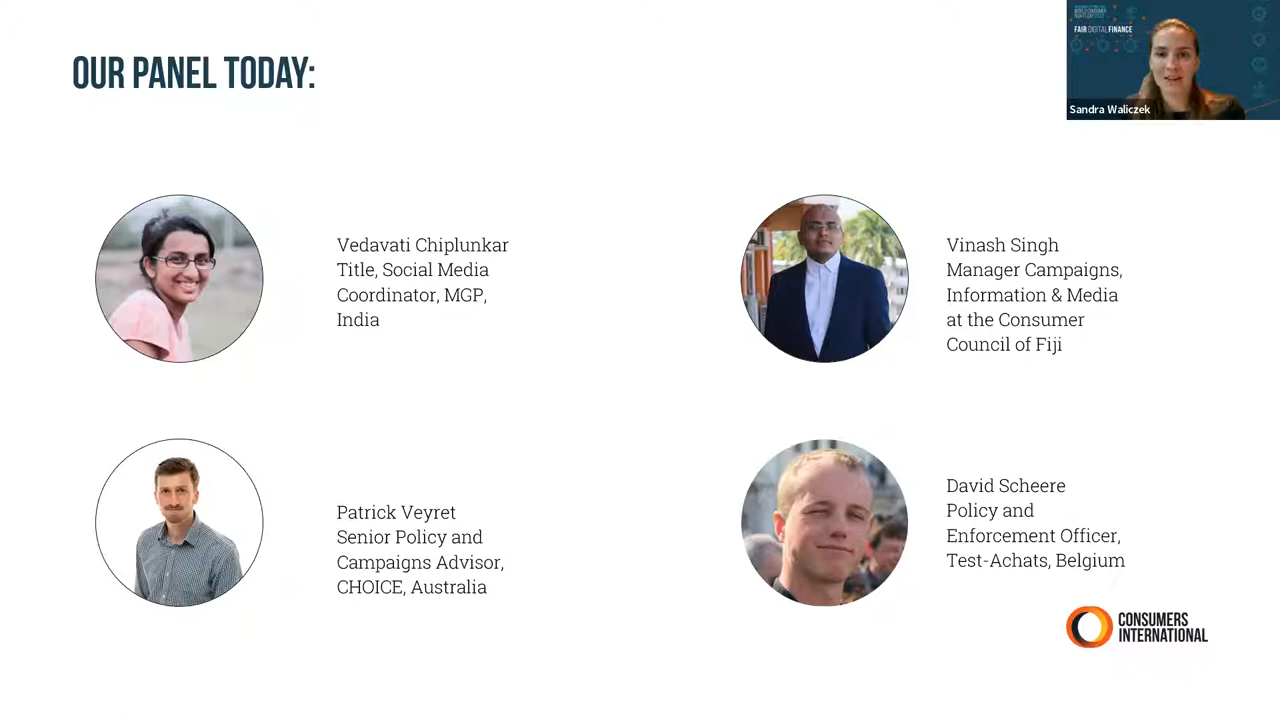 OUR PANEL TODAY:
FAIR DIGITAL FINANCE
Sandra Waliczek
Vedavati Chiplunkar
Title, Social Media
Coordinator, MGP,
India
Vinash Singh
Manager Campaigns,
Information & Media
at the Consumer
Council of Fiji
Patrick Veyret
Senior Policy and
Campaigns Advisor,
CHOICE, Australia
David Scheere
Policy and
Enforcement Officer,
Test-Achats, Belgium
CONSUMERS
INTERNATIONAL